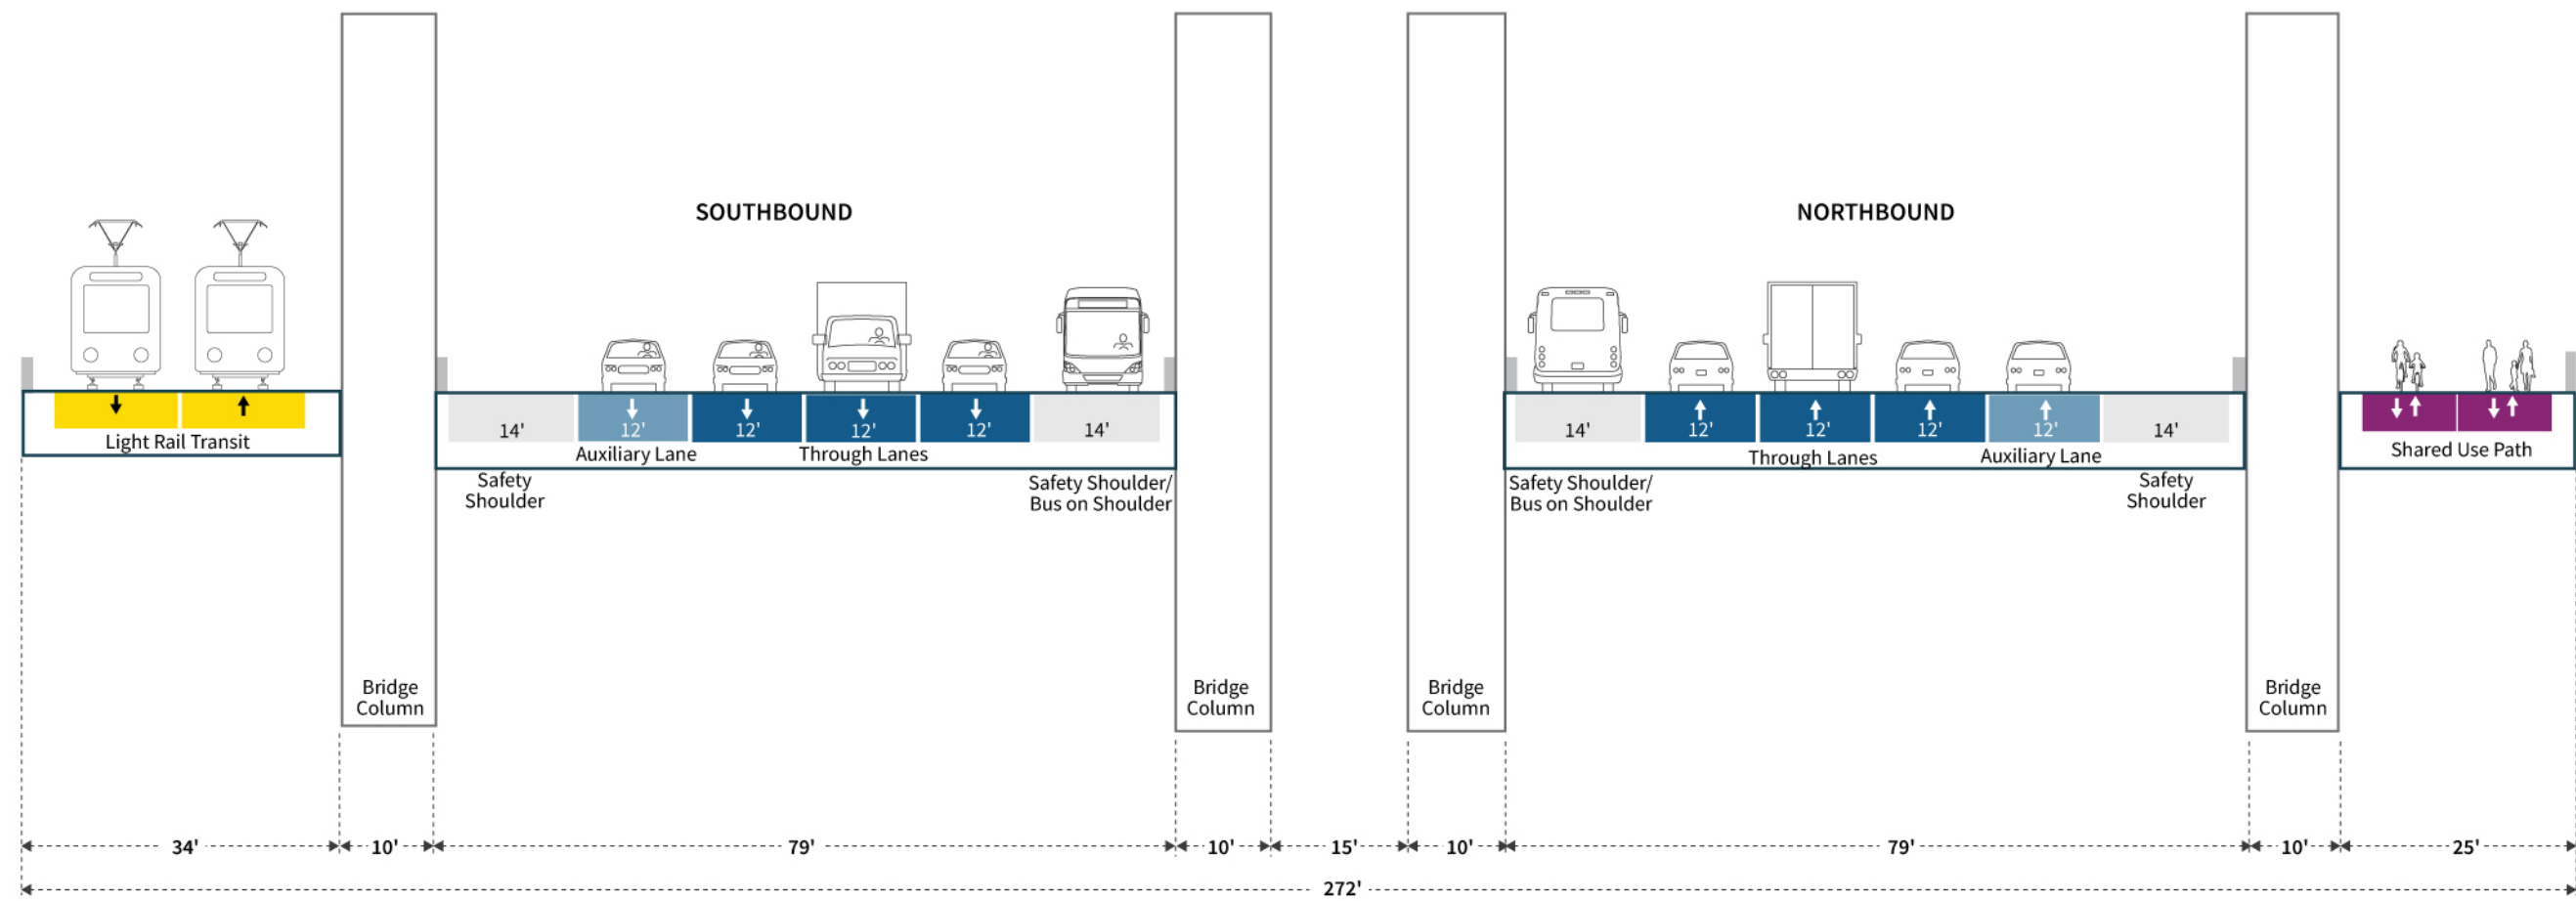 SOUTHBOUND
NORTHBOUND
14'
12'
12'
12'
12'
14'
14'
12'
12'
12'
12'
14'
Light Rail Transit
Auxiliary Lane
Through Lanes
Through Lanes
Auxiliary Lane
Shared Use Path
Safety
Shoulder
Safety Shoulder/
Bus on Shoulder
Safety Shoulder/
Bus on Shoulder
Safety
Shoulder
Bridge
Column
Bridge
Column
Bridge
Column
Bridge
Column
34'
10'
79'
10'
15'
10'
79'
10'
25'
272'